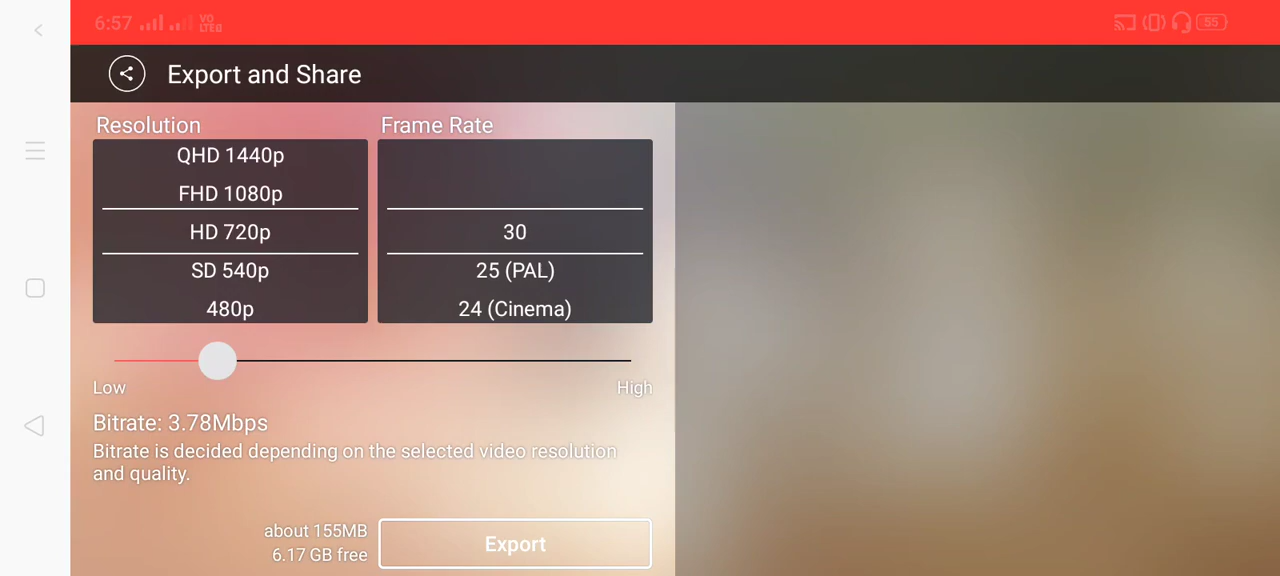 6:57 VO LTE 55
Export and Share
Resolution
Frame Rate
QHD 1440p
FHD 1080p
HD 720p
SD 540p
480p
30
25 (PAL)
24 (Cinema)
Low
High
Bitrate: 3.78Mbps
Bitrate is decided depending on the selected video resolution
and quality.
about 155MB
6.17 GB free
Export